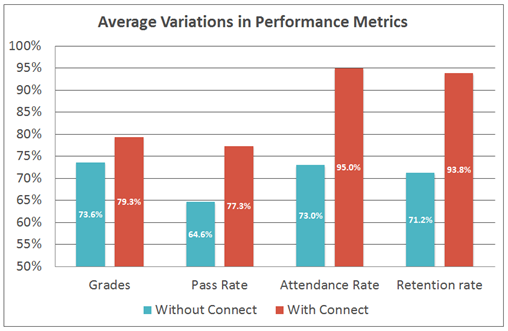 Average Variations in Performance Metrics
100%
95%
90%
85%
80%
75%
70%
65%
60%
55%
50%
73.6%
79.3%
64.6%
77.3%
73.0%
95.0%
71.2%
93.8%
Grades
Pass Rate
Attendance Rate
Retention rate
Without Connect
With Connect